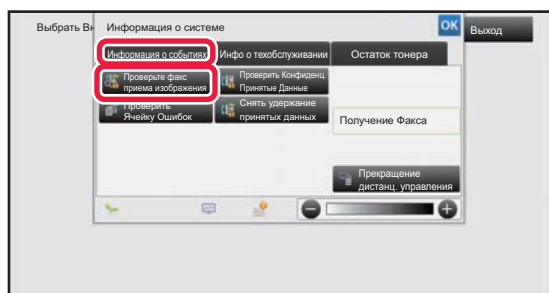 Выбрать Вн
Информация о системе
OK
Выход
Информация о событиях
Инфо о техобслуживании
Остаток тонера
Проверьте факс
приема изображения
Проверить Конфиденц.
Принятые Данные
Проверить
Ячейку Ошибок
Снять удержание
принятых данных
Получение Факса
Прекращение
дистанц. управления